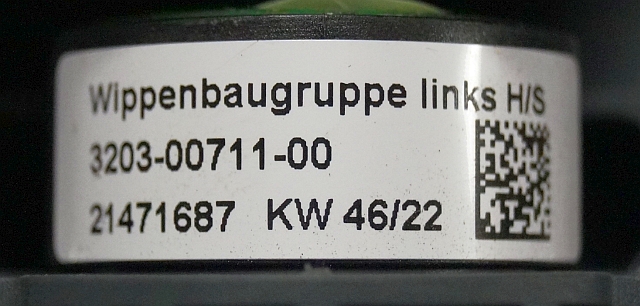 Wippenbaugruppe links H/S
3203-00711-00
21471687 KW 46/22